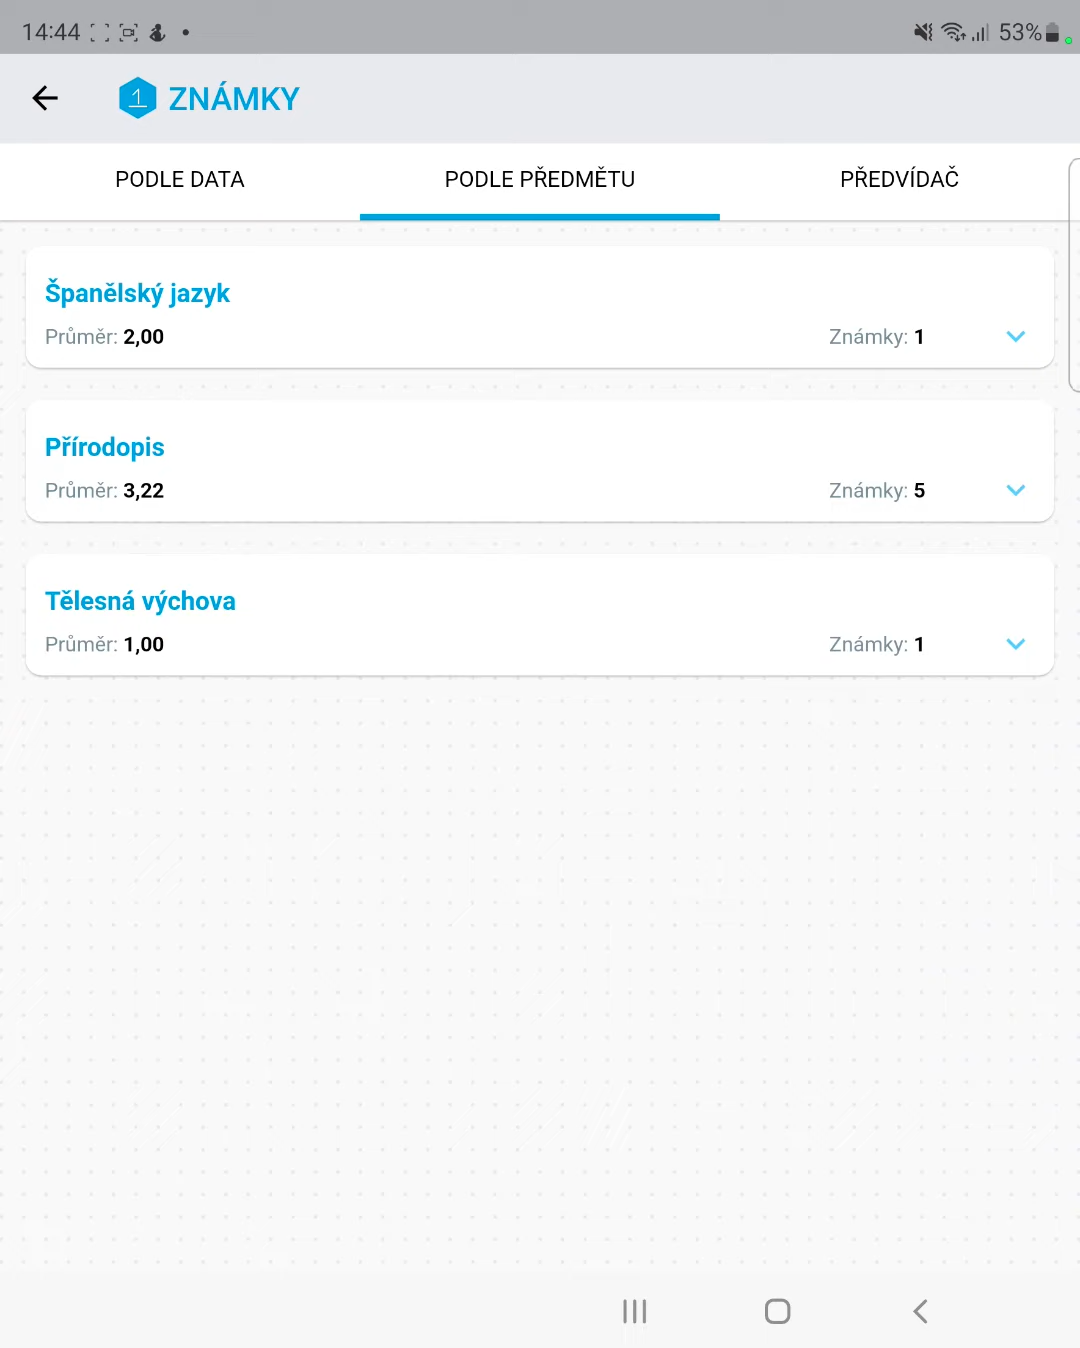 14:44
53%
1 ZNÁMKY
PODLE DATA
PODLE PŘEDMĚTU
PŘEDVÍDAČ
Španělský jazyk
Průměr: 2,00
Známky: 1
Přírodopis
Průměr: 3,22
Známky: 5
Tělesná výchova
Průměr: 1,00
Známky: 1